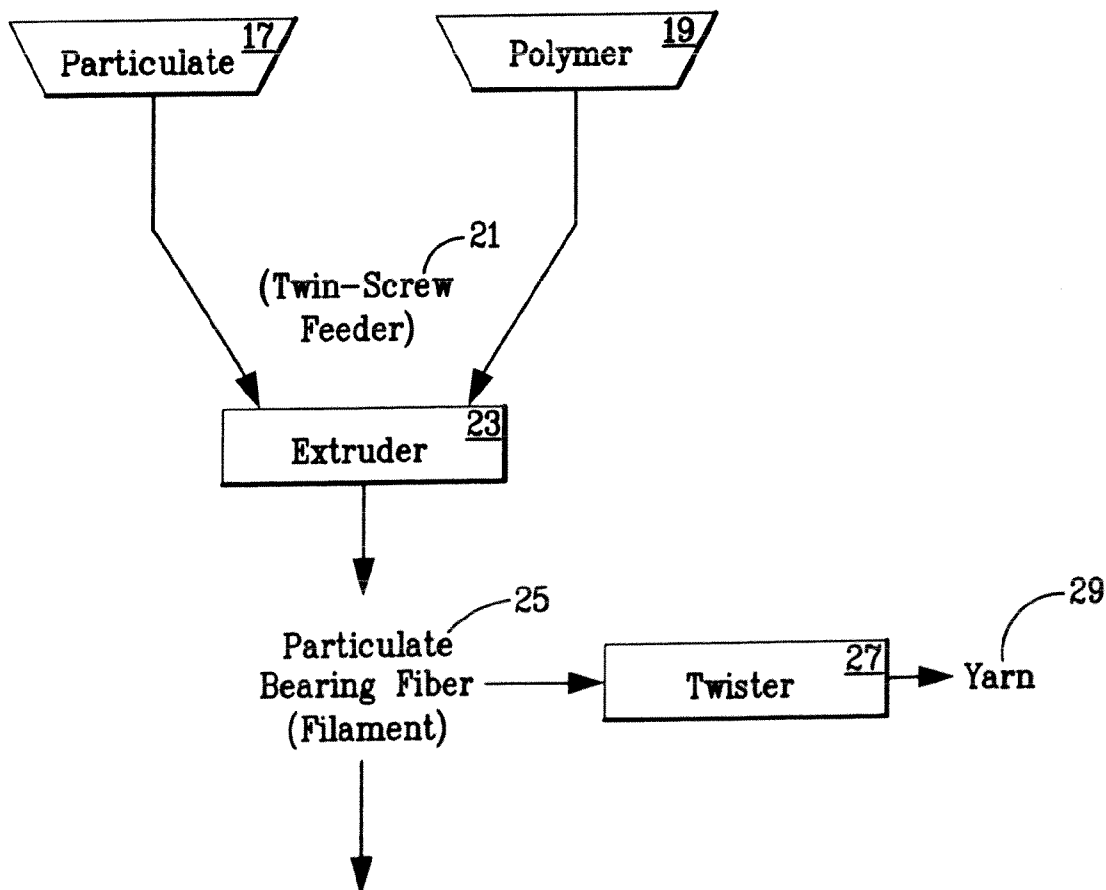 17
Particulate
19
Polymer
21
(Twin-Screw
Feeder)
23
Extruder
25
Particulate
Bearing Fiber
(Filament)
27
Twister
29
Yarn